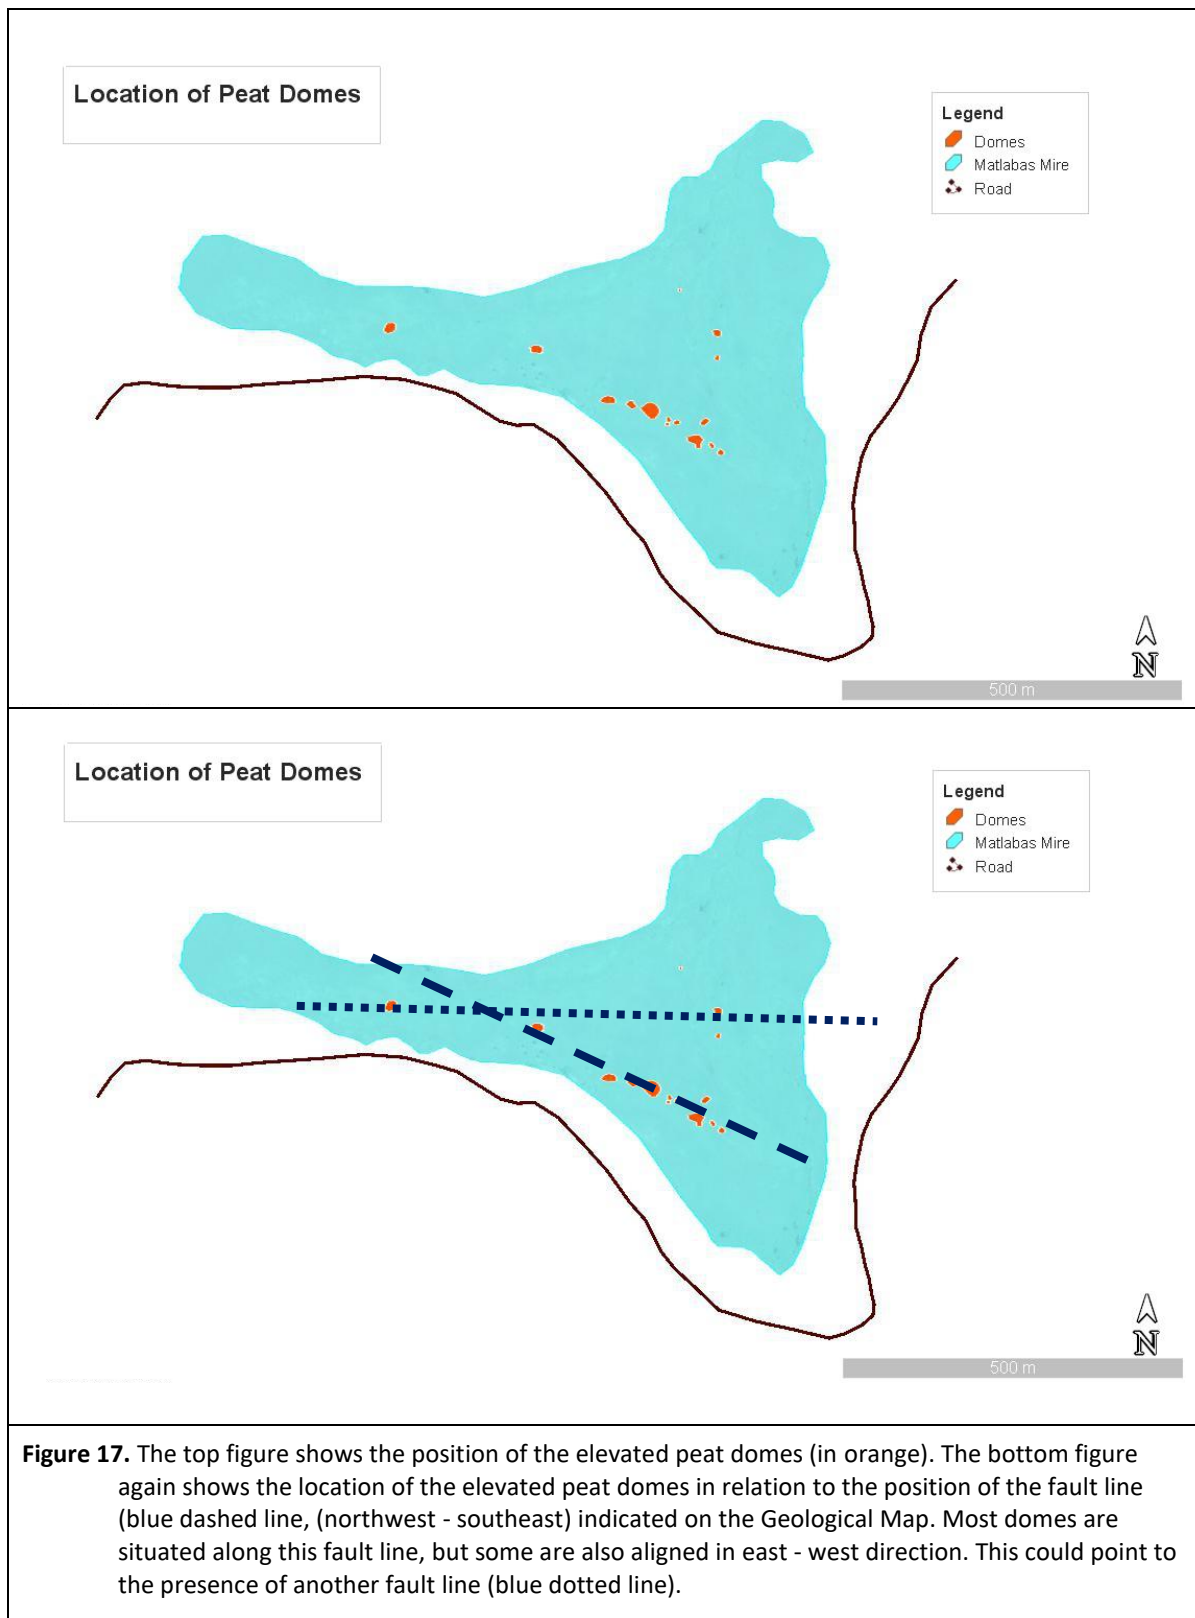 Location of Peat Domes
Legend
Domes
Matlabas Mire
Road
N
500 m
Location of Peat Domes
Legend
Domes
Matlabas Mire
Road
N
500 m
Figure 17. The top figure shows the position of the elevated peat domes (in orange). The bottom figure
again shows the location of the elevated peat domes in relation to the position of the fault line
(blue dashed line, (northwest - southeast) indicated on the Geological Map. Most domes are
situated along this fault line, but some are also aligned in east - west direction. This could point to
the presence of another fault line (blue dotted line).